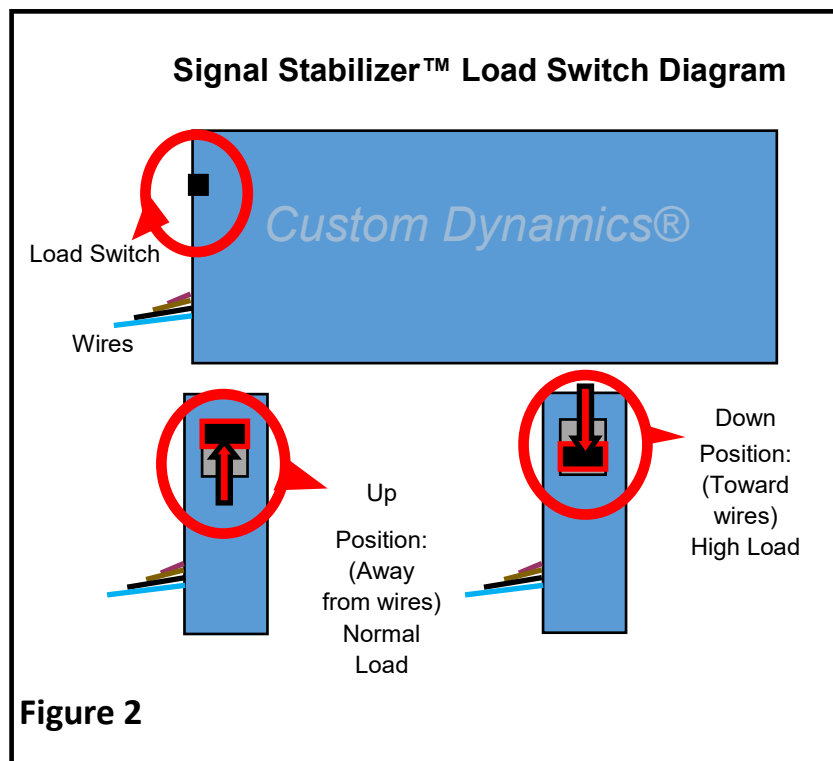 Signal Stabilizer™ Load Switch Diagram
Custom Dynamics®
Load Switch
Wires
Up
Position:
(Away
from wires)
Normal
Load
Down
Position:
(Toward
wires)
High Load
Figure 2